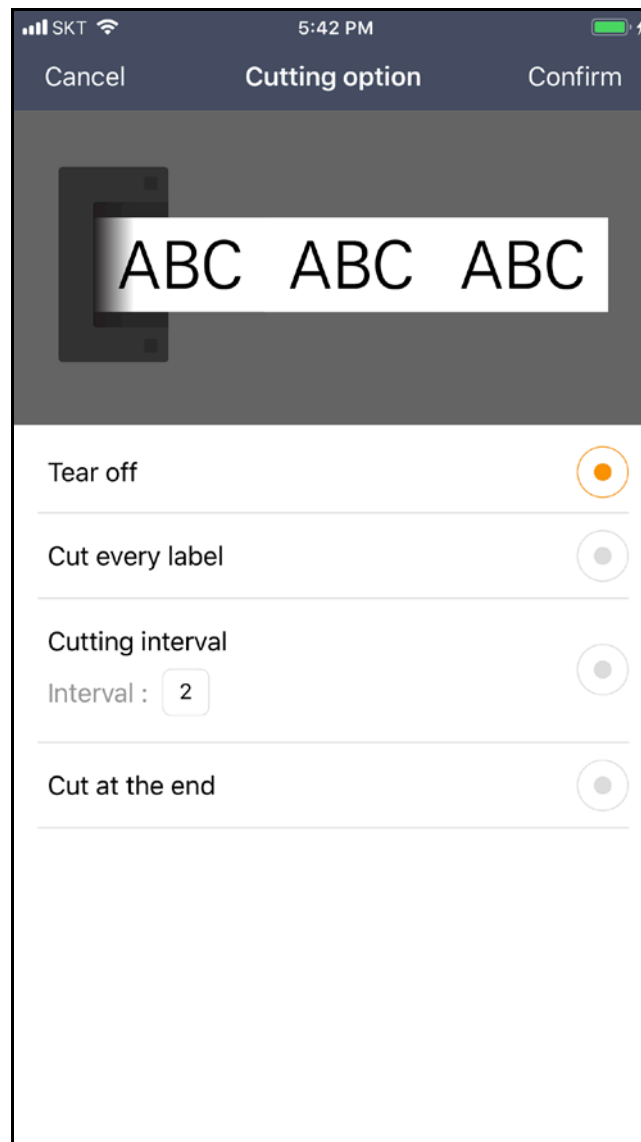 SKT 5:42 PM
Cancel Cutting option Confirm
ABC ABC ABC
Tear off
Cut every label
Cutting interval
Interval : 2
Cut at the end